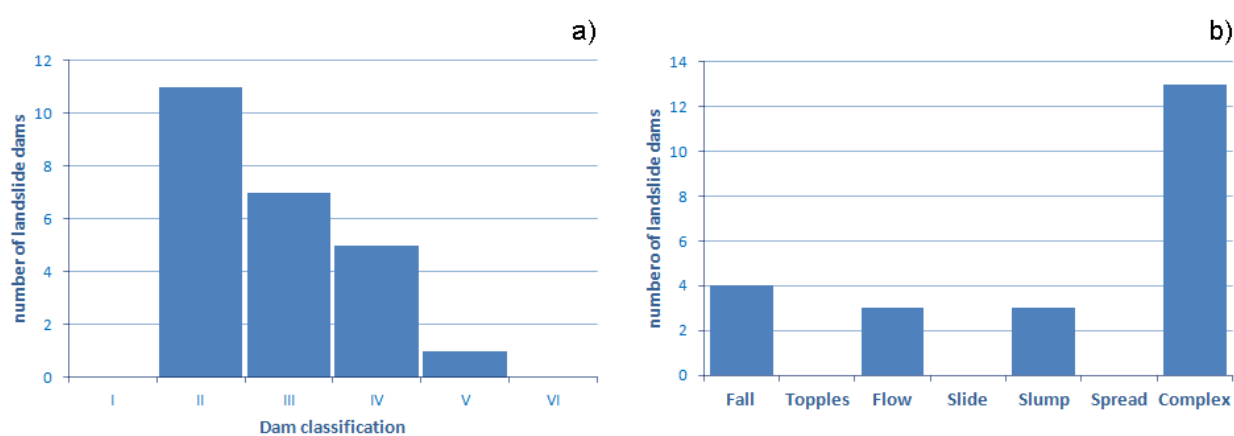 a)
number of landslide dams
12
10
8
6
4
2
0
I II III IV V VI
Dam classification
b)
numbero of landslide dams
14
12
10
8
6
4
2
0
Fall Topples Flow Slide Slump Spread Complex